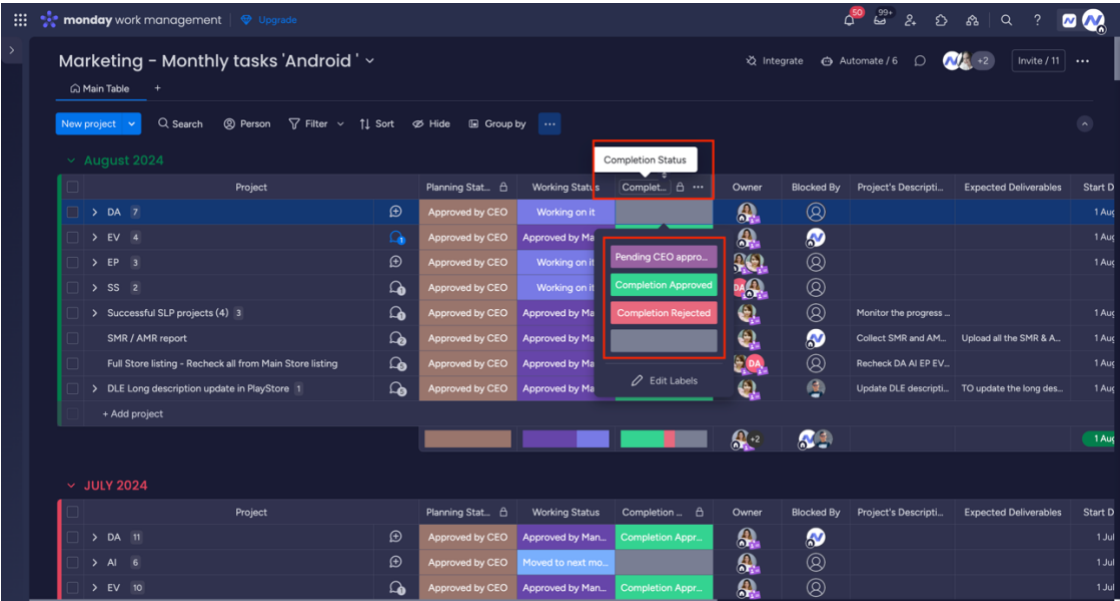 monday work management Upgrade 50 99+ ?
Marketing - Monthly tasks 'Android ' Integrate Automate / 6 +2 Invite / 11
Main Table +
New project Search Person Filter Sort Hide Group by
August 2024 Completion Status
Project Planning Stat... Working Status Complet... Owner Blocked By Project's Descripti... Expected Deliverables Start D
DA 7 Approved by CEO Working on it 1 Aug
EV 4 1 Approved by CEO Approved by Ma 1 Aug
EP 3 Approved by CEO Working on it Pending CEO appro... 1 Aug
SS 2 Approved by CEO Working on it Completion Approved DA 1 Aug
Successful SLP projects (4) 3 Approved by CEO Approved by Ma Completion Rejected Monitor the progress ... 1 Aug
SMR / AMR report Approved by CEO Approved by Ma Collect SMR and AM... Upload all the SMR & A... 1 Aug
Full Store listing - Recheck all from Main Store listing Approved by CEO Approved by Ma DA Recheck DA AI EP EV... 1 Aug
DLE Long description update in PlayStore 1 Approved by CEO Approved by Ma Edit Labels Update DLE descripti... TO update the long des... 1 Aug
+ Add project
+2 1 Aug
JULY 2024
Project Planning Stat... Working Status Completion ... Owner Blocked By Project's Descripti... Expected Deliverables Start D
DA 11 Approved by CEO Approved by Man... Completion Appr... 1 Jul
AI 6 Approved by CEO Moved to next mo... 1 Jul
EV 10 Approved by CEO Approved by Man... Completion Appr... 1 Jul